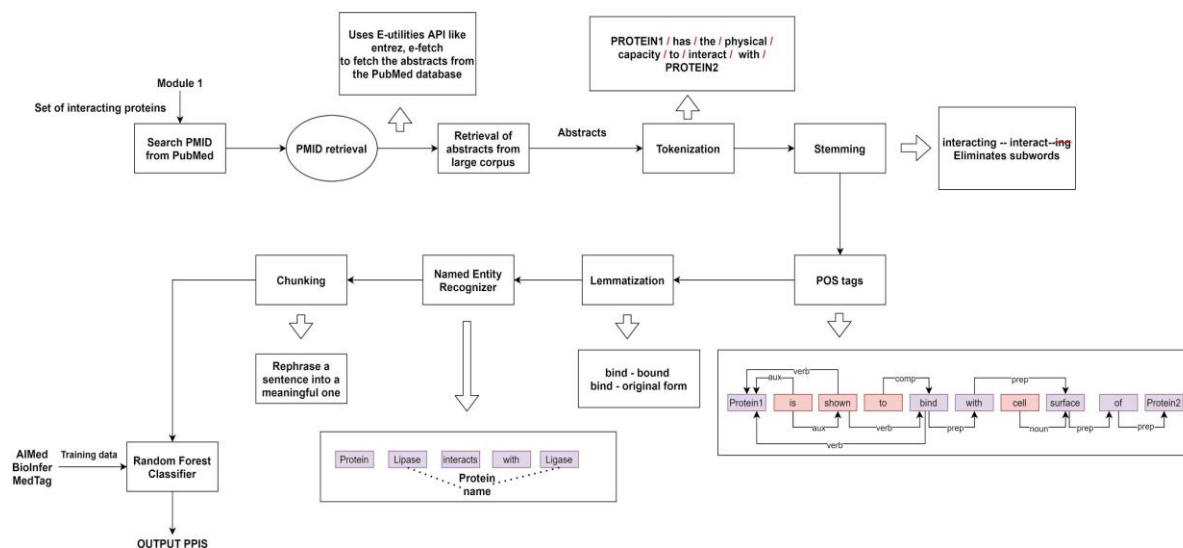 Module 1
Set of interacting proteins
Search PMID
from PubMed
PMID retrieval
Uses E-utilities API like
entrez, e-fetch
to fetch the abstracts from
the PubMed database
Retrieval of
abstracts from
large corpus
Abstracts
PROTEIN1 / has / the / physical /
capacity / to / interact / with /
PROTEIN2
Tokenization
Stemming
interacting -- interact--ing
Eliminates subwords
Chunking
Named Entity
Recognizer
Lemmatization
POS tags
Rephrase a
sentence into a
meaningful one
bind - bound
bind - original form
verb
aux
comp
prep
Protein1 is shown to bind with cell surface of Protein2
aux
verb
prep
noun
prep
prep
verb
Protein Lipase interacts with Ligase
Protein
name
AIMed
BioInfer
MedTag
Training data
Random Forest
Classifier
OUTPUT PPIS